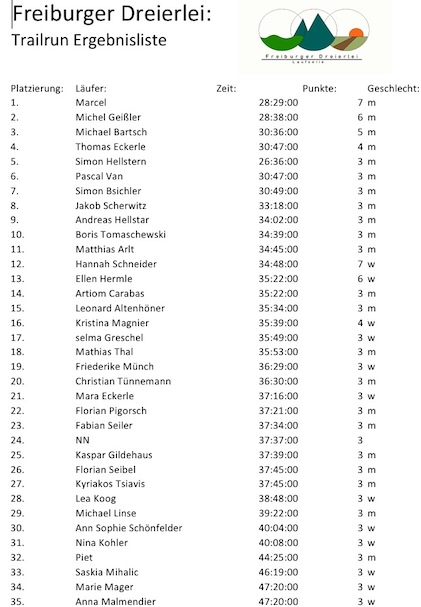 Freiburger Dreierlei:
Trailrun Ergebnisliste
Freiburger Dreierlei
Laufserie
Platzierung: Läufer: Zeit: Punkte: Geschlecht:
1. Marcel 28:29:00 7 m
2. Michel Geißler 28:38:00 6 m
3. Michael Bartsch 30:36:00 5 m
4. Thomas Eckerle 30:47:00 4 m
5. Simon Hellstern 26:36:00 3 m
6. Pascal Van 30:47:00 3 m
7. Simon Bsichler 30:49:00 3 m
8. Jakob Scherwitz 33:18:00 3 m
9. Andreas Hellstar 34:02:00 3 m
10. Boris Tomaschewski 34:39:00 3 m
11. Matthias Arlt 34:45:00 3 m
12. Hannah Schneider 34:48:00 7 w
13. Ellen Hermle 35:22:00 6 w
14. Artiom Carabas 35:22:00 3 m
15. Leonard Altenhöner 35:34:00 3 m
16. Kristina Magnier 35:39:00 4 w
17. selma Greschel 35:49:00 3 w
18. Mathias Thal 35:53:00 3 m
19. Friederike Münch 36:29:00 3 w
20. Christian Tünnemann 36:30:00 3 m
21. Mara Eckerle 37:16:00 3 w
22. Florian Pigorsch 37:21:00 3 m
23. Fabian Seiler 37:34:00 3 m
24. NN 37:37:00 3
25. Kaspar Gildehaus 37:39:00 3 m
26. Florian Seibel 37:45:00 3 m
27. Kyriakos Tsiavis 37:45:00 3 m
28. Lea Koog 38:48:00 3 w
29. Michael Linse 39:22:00 3 m
30. Ann Sophie Schönfelder 40:04:00 3 w
31. Nina Kohler 40:08:00 3 w
32. Piet 44:25:00 3 m
33. Saskia Mihalic 46:19:00 3 w
34. Marie Mager 47:20:00 3 w
35. Anna Malmendier 47:20:00 3 w